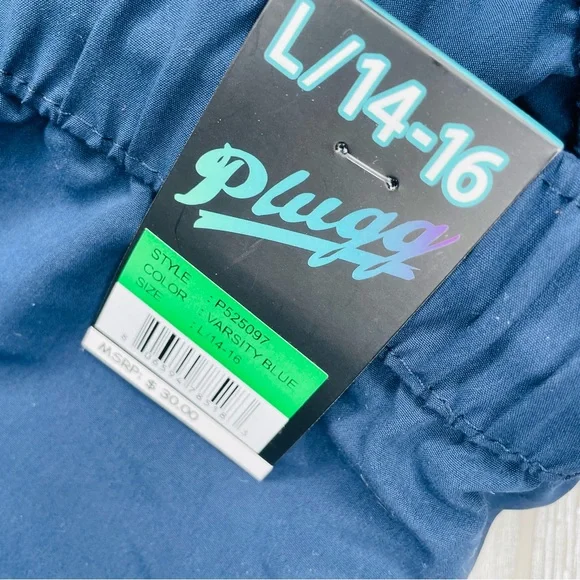 L/14-16
Plugg
STYLE : P525097
COLOR : VARSITY BLUE
SIZE : L/14-16
MSRP: $ 30.00